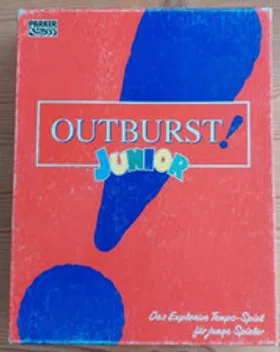 PARKER
OUTBURST!
JUNIOR
Das Explosive Tempo-Spiel
für junge Spieler